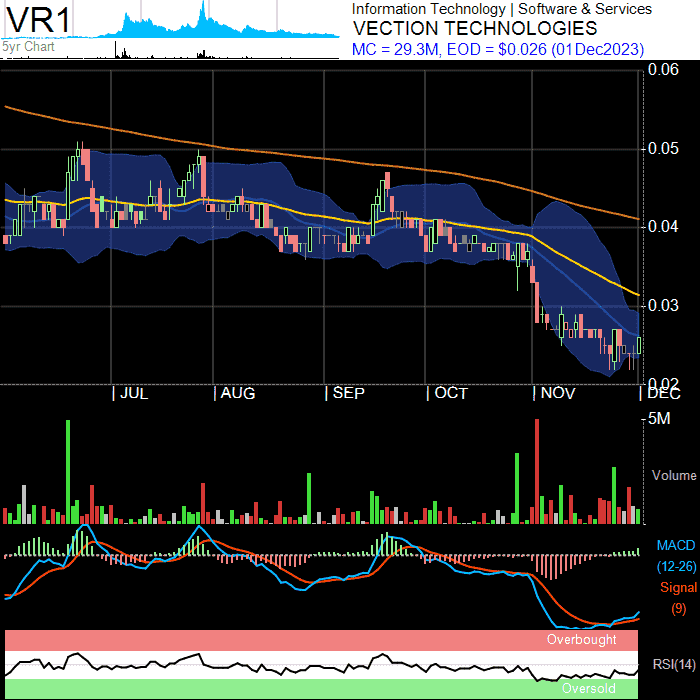 VR1
5yr Chart
Information Technology | Software & Services
VECTION TECHNOLOGIES
MC = 29.3M, EOD = $0.026 (01Dec2023)
0.06
0.05
0.04
0.03
0.02
JUL AUG SEP OCT NOV DEC
5M
Volume
MACD
(12-26)
Signal
(9)
Overbought
RSI(14)
Oversold